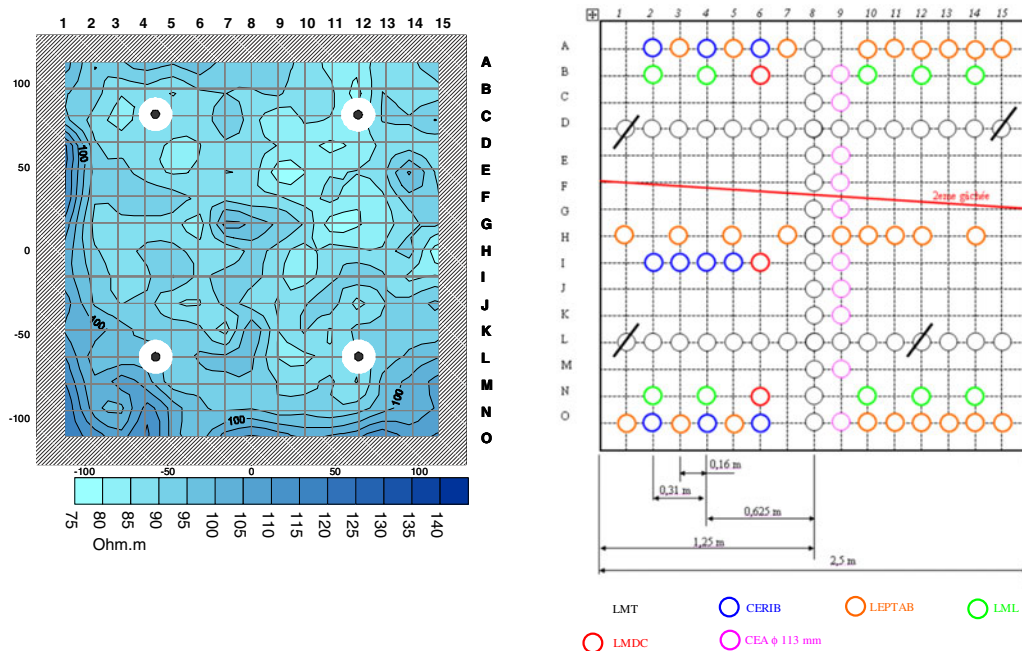 1 2 3 4 5 6 7 8 9 10 11 12 13 14 15
A
B
C
D
E
F
G
H
I
J
K
L
M
N
O
100
50
0
-50
-100
100
100
100
100
-100 -50 0 50 100
75 80 85 90 95 100 105 110 115 120 125 130 135 140
Ohm.m
1 2 3 4 5 6 7 8 9 10 11 12 13 14 15
A
B
C
D
E
F
G
H
I
J
K
L
M
N
O
2eme gâchée
0,16 m
0,31 m
0,625 m
1,25 m
2,5 m
LMT CERIB LEPTAB LML
LMDC CEA ϕ 113 mm